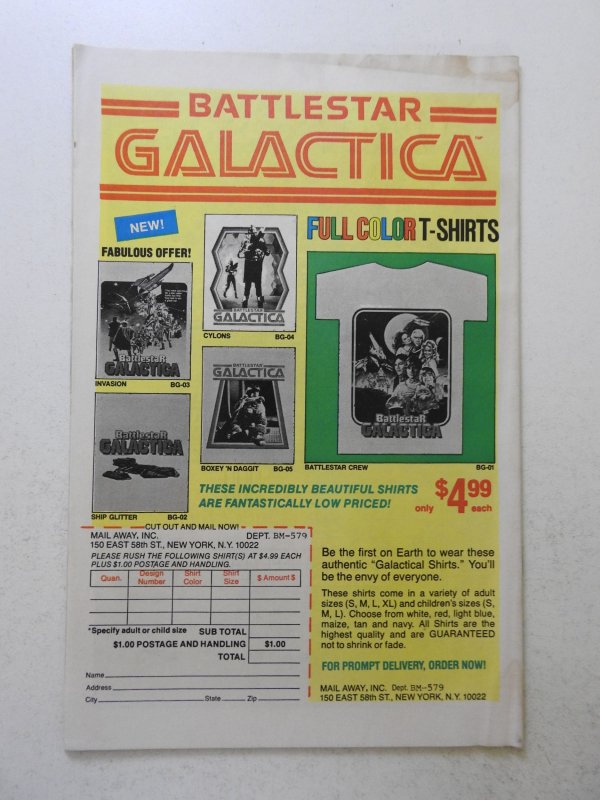 BATTLESTAR
GALACTICA™
NEW!
FABULOUS OFFER!
FULL COLOR T-SHIRTS
BATTLESTAR
GALACTICA
CYLONS BG-04
BattlestaR
GALACTICA
INVASION BG-03
BATTLESTAR
GALACTICA
BOXEY 'N DAGGIT BG-05
BattlestaR
GALACTICA
SHIP GLITTER BG-02
BattlestaR
GALACTICA
BATTLESTAR CREW BG-01
THESE INCREDIBLY BEAUTIFUL SHIRTS
ARE FANTASTICALLY LOW PRICED!
only $4.99 each
CUT OUT AND MAIL NOW!
MAIL AWAY, INC. DEPT. BM-579
150 EAST 58th ST., NEW YORK, N.Y. 10022
PLEASE RUSH THE FOLLOWING SHIRT(S) AT $4.99 EACH
PLUS $1.00 POSTAGE AND HANDLING.
Quan. Design Number Shirt Color Shirt Size $ Amount $
*Specify adult or child size SUB TOTAL
$1.00 POSTAGE AND HANDLING $1.00
TOTAL
Name
Address
City State Zip
Be the first on Earth to wear these
authentic "Galactical Shirts." You'll
be the envy of everyone.
These shirts come in a variety of adult
sizes (S, M, L, XL) and children's sizes (S,
M, L). Choose from white, red, light blue,
maize, tan and navy. All Shirts are the
highest quality and are GUARANTEED
not to shrink or fade.
FOR PROMPT DELIVERY, ORDER NOW!
MAIL AWAY, INC. Dept. BM-579
150 EAST 58th ST., NEW YORK, N.Y. 10022